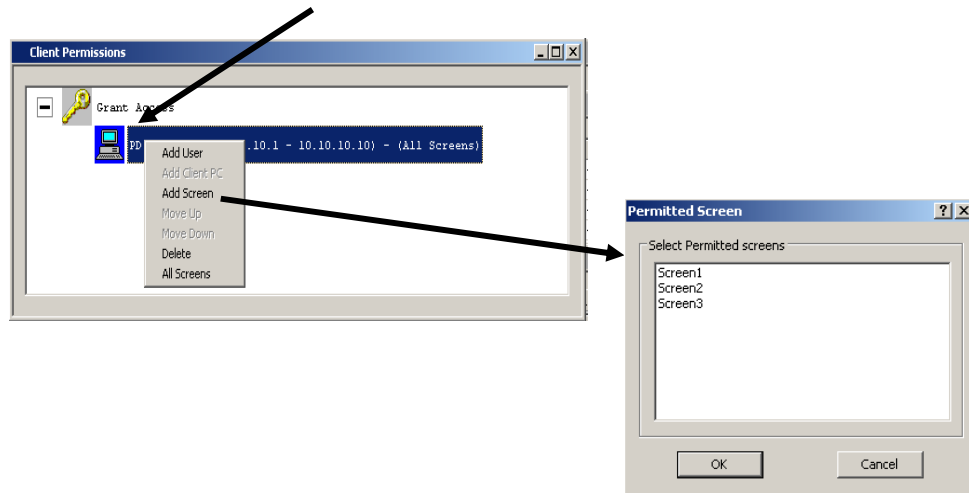 Client Permissions
Grant Access
PD .10.1 - 10.10.10.10) - (All Screens)
Add User
Add Client PC
Add Screen
Move Up
Move Down
Delete
All Screens
Permitted Screen
Select Permitted screens
Screen1
Screen2
Screen3
OK
Cancel